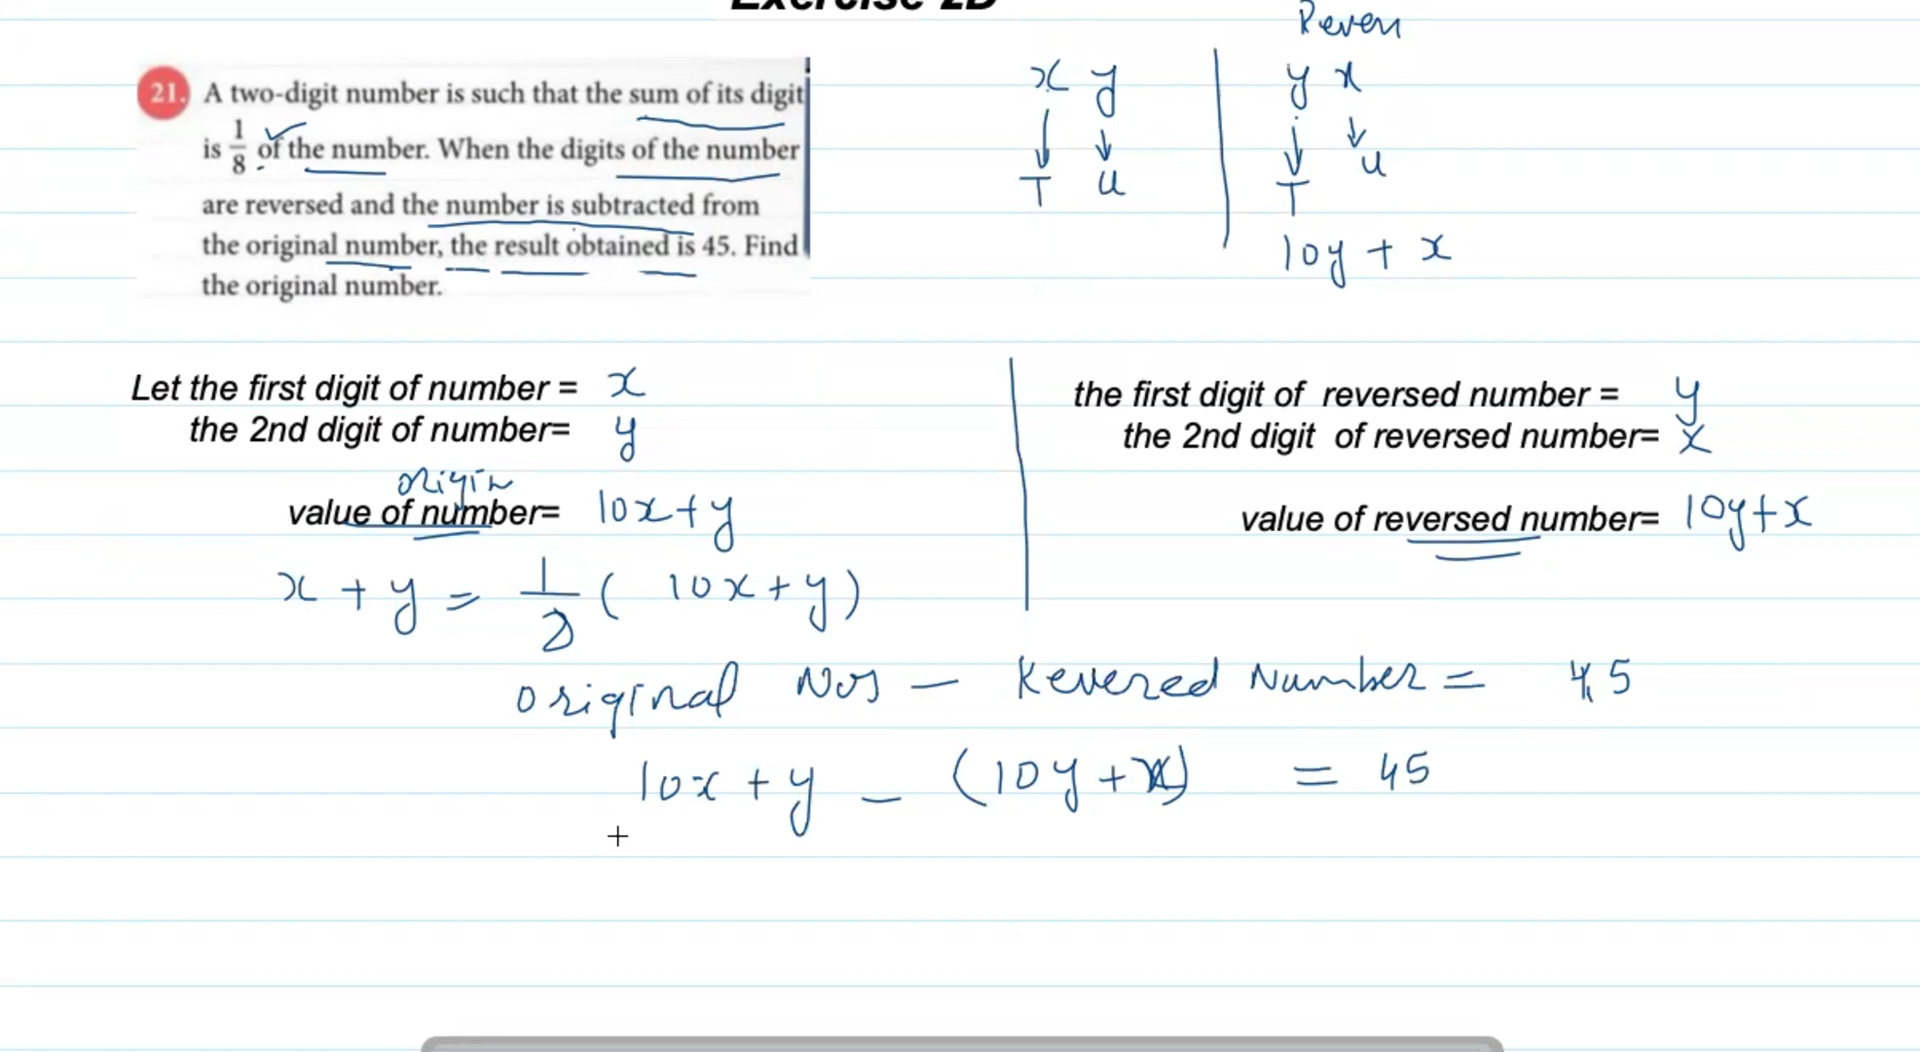 Exercise 2B
Reven
21. A two-digit number is such that the sum of its digit
is 1/8 of the number. When the digits of the number
are reversed and the number is subtracted from
the original number, the result obtained is 45. Find
the original number.
x y
T u
y x
T u
10y + x
Let the first digit of number = x
the 2nd digit of number= y
origin
value of number= 10x+y
the first digit of reversed number = y
the 2nd digit of reversed number= x
value of reversed number= 10y+x
x + y = 1/8 ( 10x+y)
original Nos – Revered Number = 45
10x + y – (10y+x) = 45